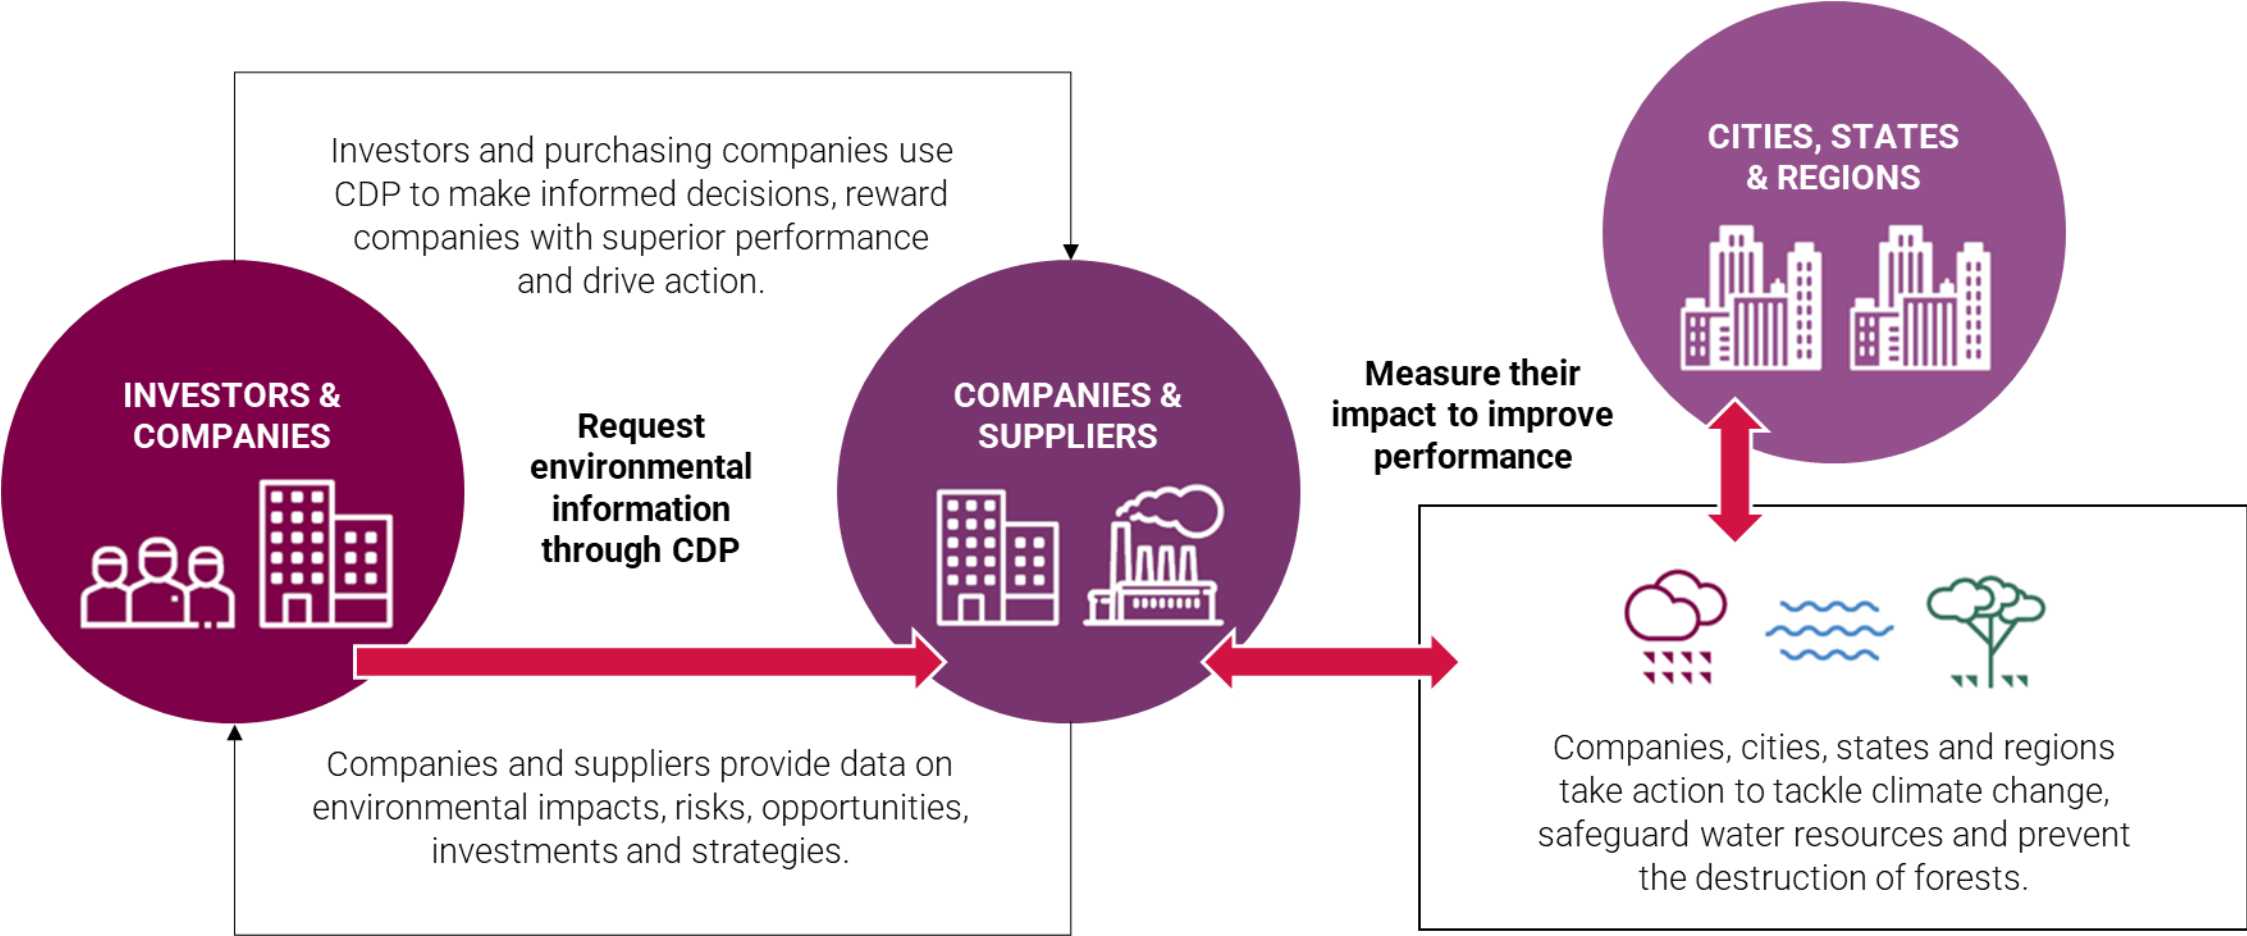 Investors and purchasing companies use
CDP to make informed decisions, reward
companies with superior performance
and drive action.
INVESTORS &
COMPANIES
Request
environmental
information
through CDP
COMPANIES &
SUPPLIERS
Companies and suppliers provide data on
environmental impacts, risks, opportunities,
investments and strategies.
Measure their
impact to improve
performance
CITIES, STATES
& REGIONS
Companies, cities, states and regions
take action to tackle climate change,
safeguard water resources and prevent
the destruction of forests.